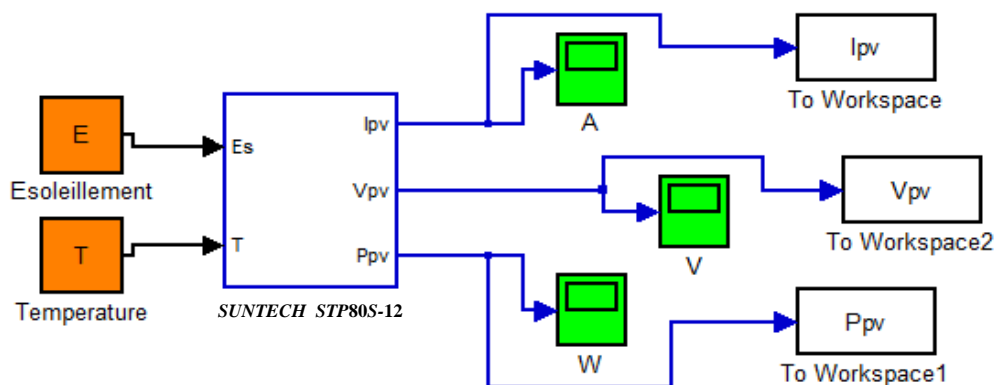 E
Esoleillement
T
Temperature
Es
T
Ipv
Vpv
Ppv
SUNTECH STP80S-12
A
V
W
Ipv
To Workspace
Vpv
To Workspace2
Ppv
To Workspace1